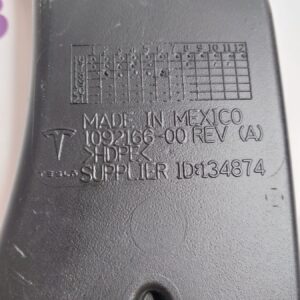 1 2 3 4 5 6 7 8 9 10 11 12
MADE IN MEXICO
1092166-00 REV (A)
>HDPE<
TESLA SUPPLIER ID:134874